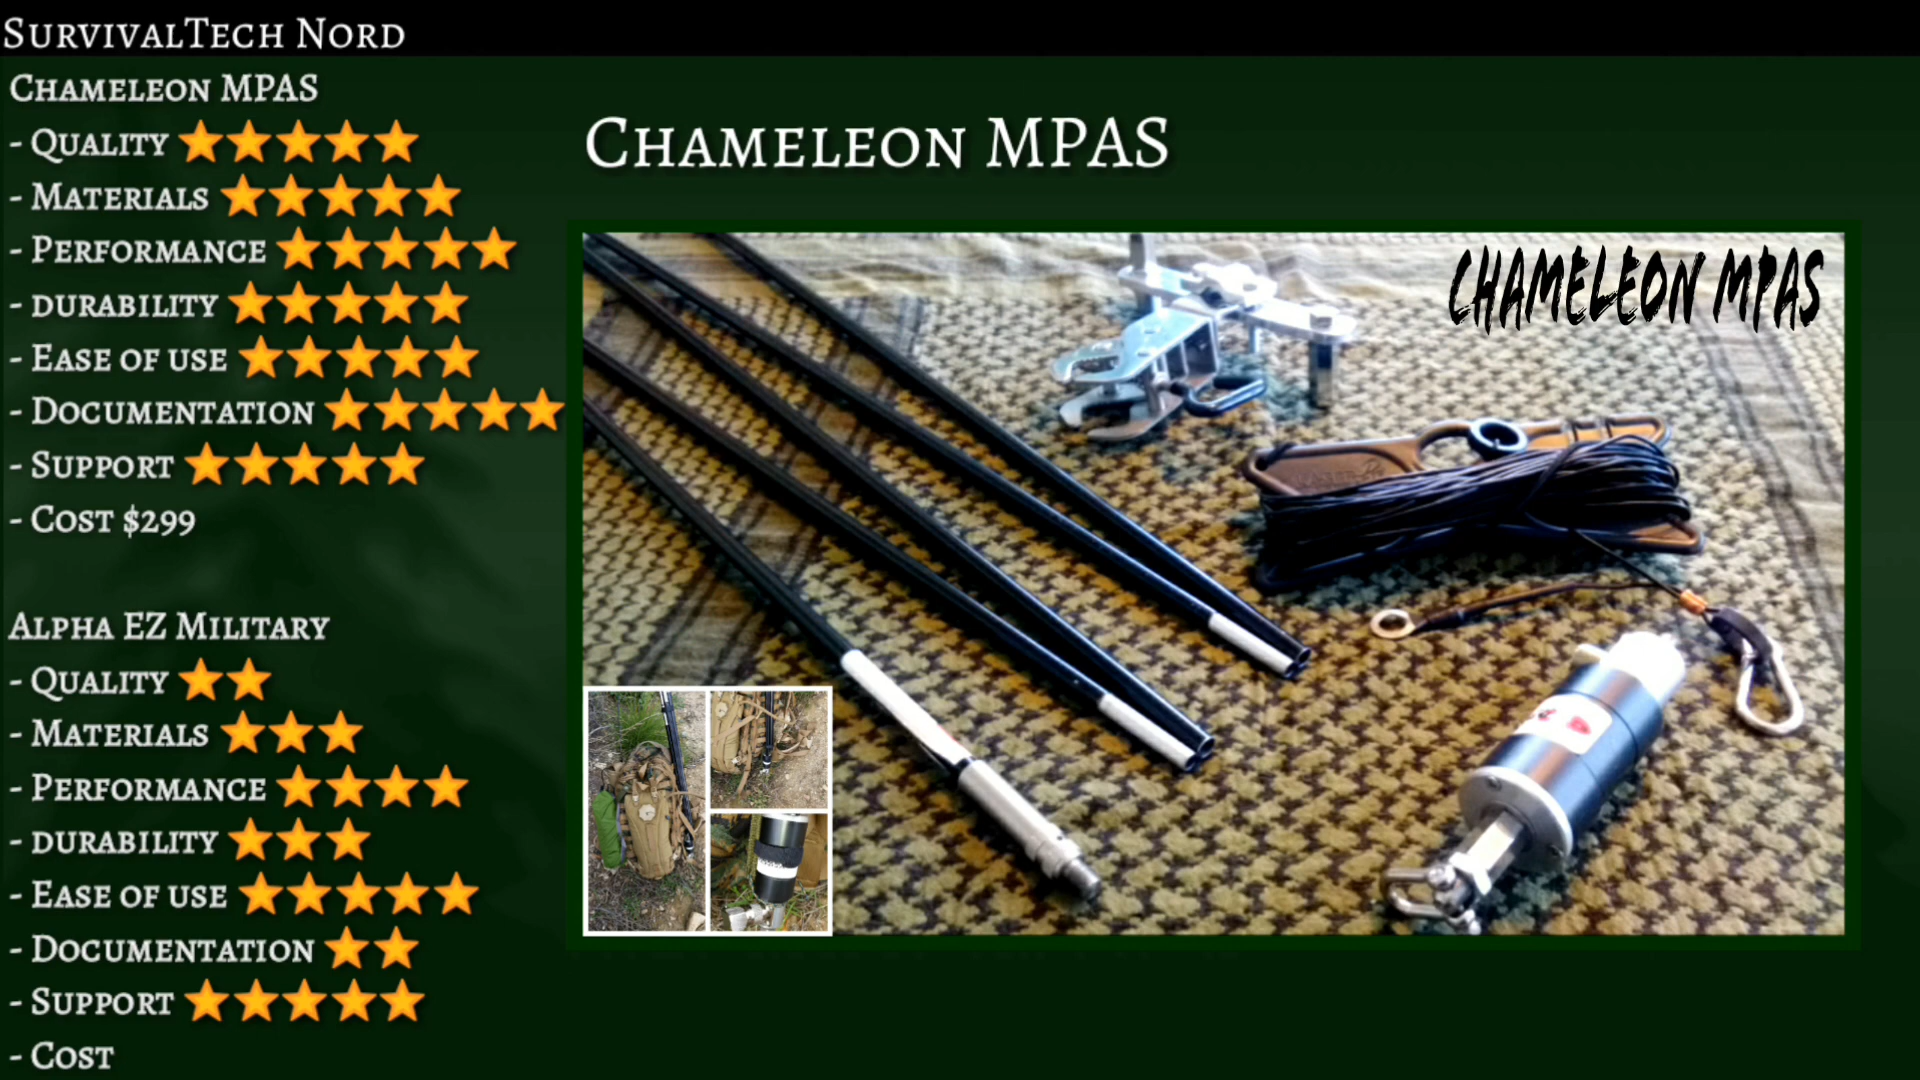 SurvivalTech Nord
Chameleon MPAS
- Quality ⭐⭐⭐⭐⭐
- Materials ⭐⭐⭐⭐⭐
- Performance ⭐⭐⭐⭐⭐
- durability ⭐⭐⭐⭐⭐
- Ease of use ⭐⭐⭐⭐⭐
- Documentation ⭐⭐⭐⭐⭐
- Support ⭐⭐⭐⭐⭐
- Cost $299
Alpha EZ Military
- Quality ⭐⭐
- Materials ⭐⭐⭐
- Performance ⭐⭐⭐⭐
- durability ⭐⭐⭐
- Ease of use ⭐⭐⭐⭐⭐
- Documentation ⭐⭐
- Support ⭐⭐⭐⭐⭐
- Cost
Chameleon MPAS
CHAMELEON MPAS